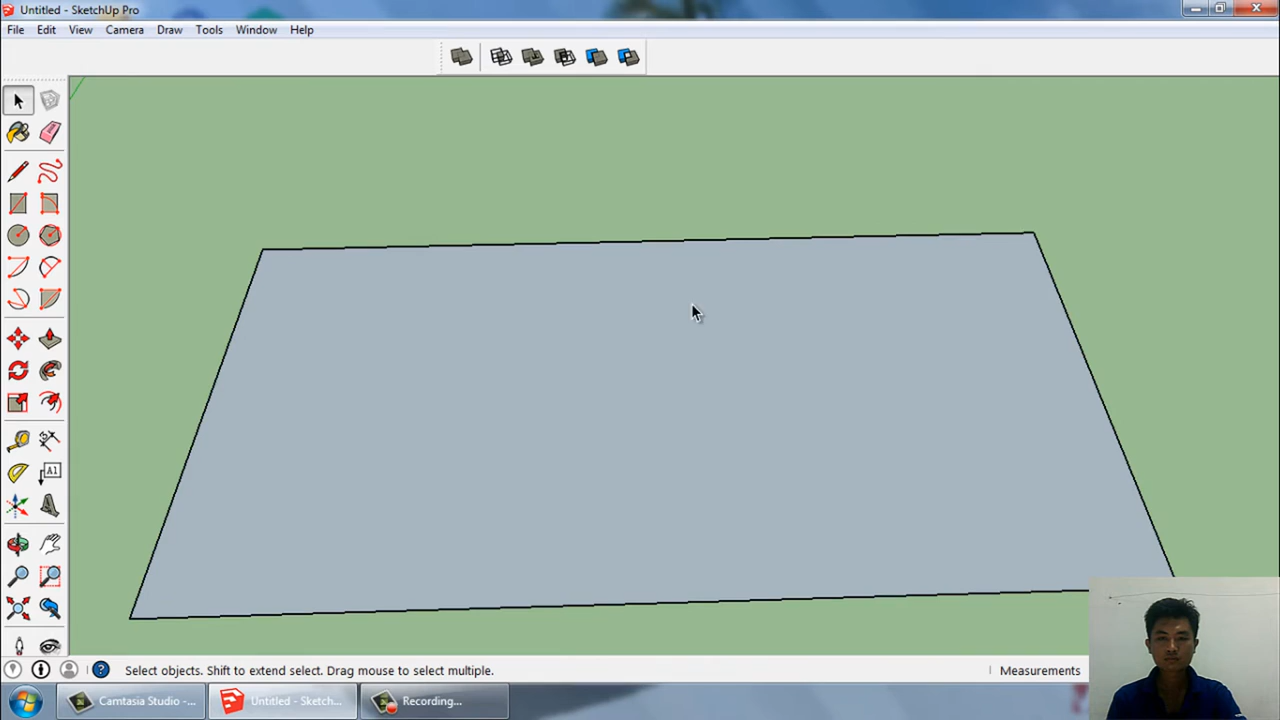 Untitled - SketchUp Pro
File Edit View Camera Draw Tools Window Help
A1
Select objects. Shift to extend select. Drag mouse to select multiple.
Measurements
Camtasia Studio -...
Untitled - Sketch...
Recording...